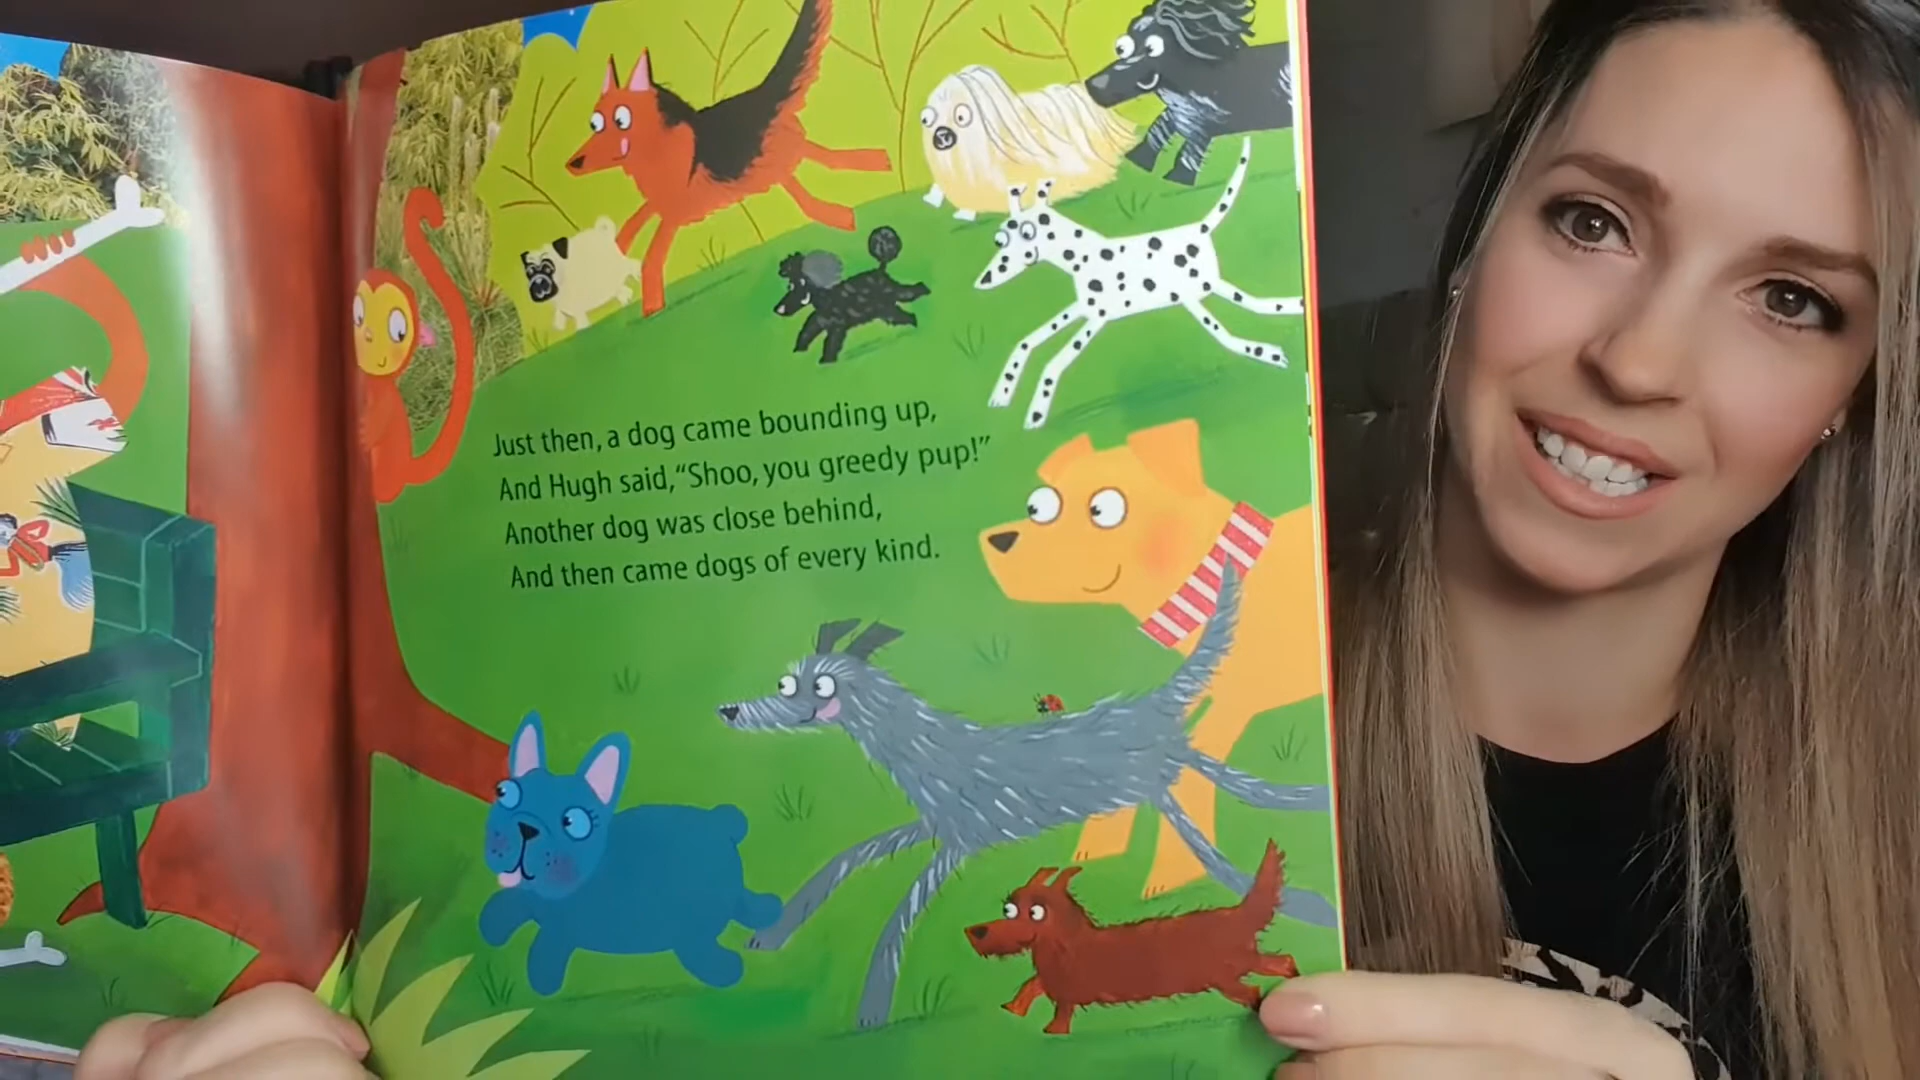 Just then, a dog came bounding up,
And Hugh said, “Shoo, you greedy pup!”
Another dog was close behind,
And then came dogs of every kind.